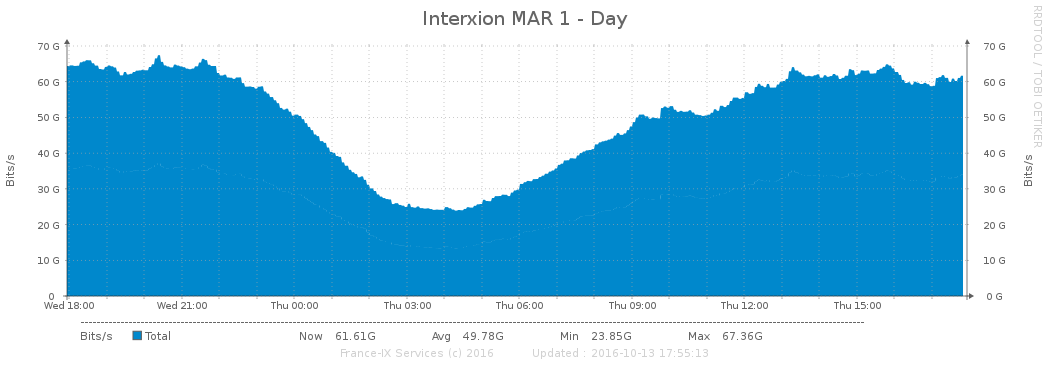 Interxion MAR 1 - Day
RRDTOOL / TOBI OETIKER
Bits/s
70 G 70 G
60 G 60 G
50 G 50 G
40 G 40 G
30 G 30 G
20 G 20 G
10 G 10 G
0 0 G
Bits/s
Wed 18:00 Wed 21:00 Thu 00:00 Thu 03:00 Thu 06:00 Thu 09:00 Thu 12:00 Thu 15:00
Bits/s Total Now 61.61G Avg 49.78G Min 23.85G Max 67.36G
France-IX Services (c) 2016 Updated : 2016-10-13 17:55:13